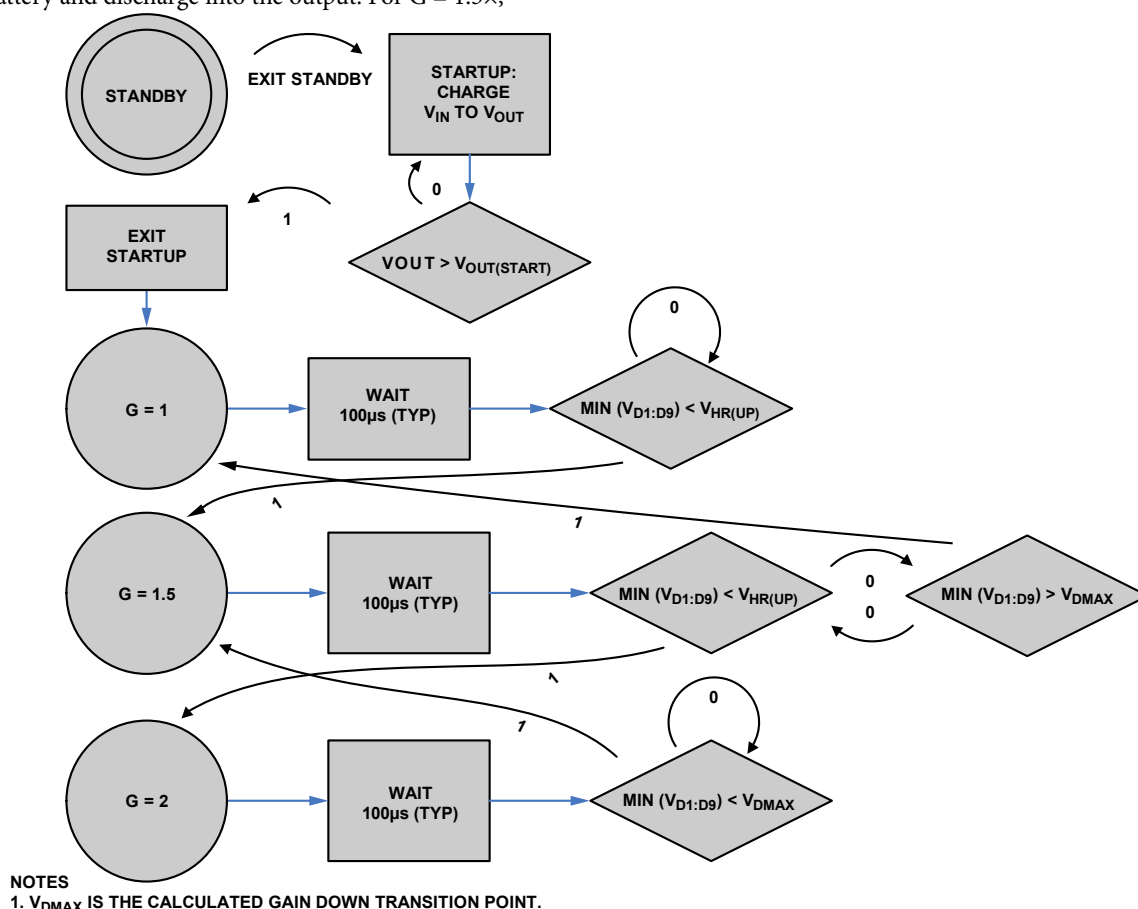 battery and discharge into the output. For G = 1.5×,
STANDBY
EXIT STANDBY
STARTUP:
CHARGE
VIN TO VOUT
0
1
EXIT
STARTUP
VOUT > VOUT(START)
0
G = 1
WAIT
100µs (TYP)
MIN (VD1:D9) < VHR(UP)
1
1
G = 1.5
WAIT
100µs (TYP)
MIN (VD1:D9) < VHR(UP)
0
0
MIN (VD1:D9) > VDMAX
1
1
0
G = 2
WAIT
100µs (TYP)
MIN (VD1:D9) < VDMAX
NOTES
1. VDMAX IS THE CALCULATED GAIN DOWN TRANSITION POINT.